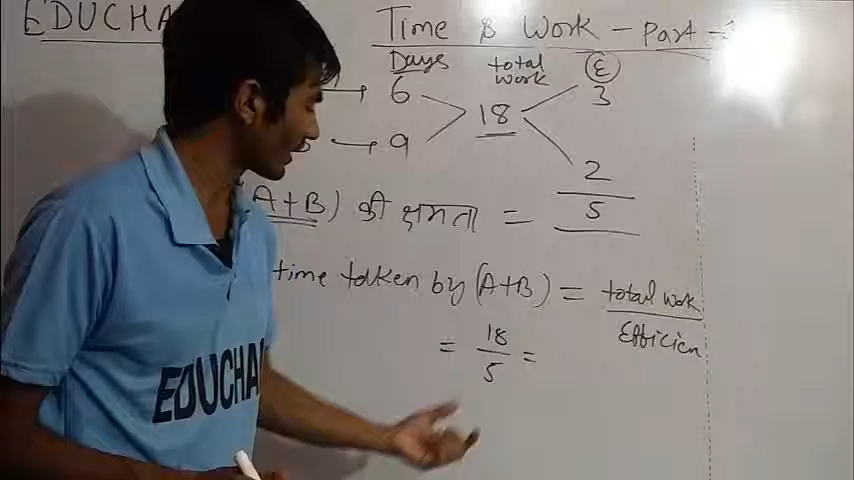 EDUCHA
Time & Work - Part -
Days total work E
→ 6 18 3
→ 9 2
(A+B) की क्षमता = 5
time taken by (A+B) = total work / Efficien
= 18/5 =
EDUCHA